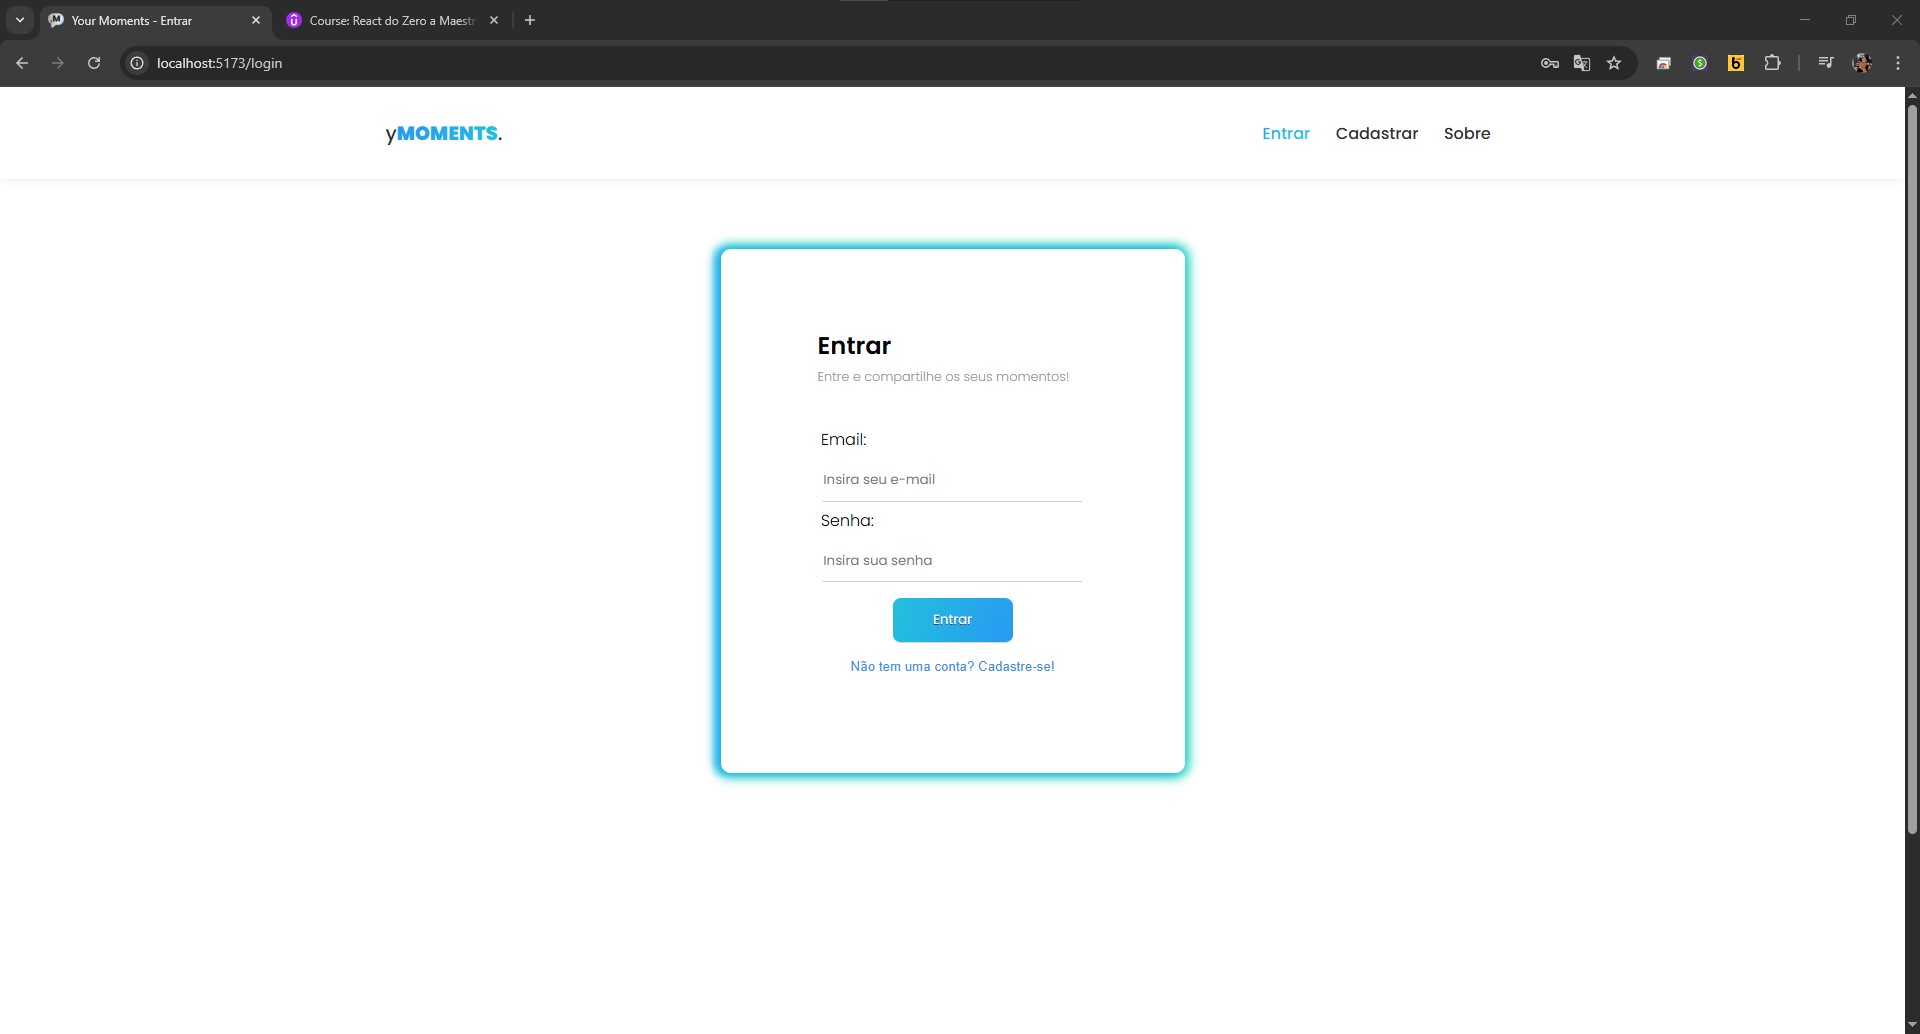 Your Moments - Entrar
Course: React do Zero a Maest
localhost:5173/login
yMOMENTS.
Entrar
Cadastrar
Sobre
Entrar
Entre e compartilhe os seus momentos!
Email:
Insira seu e-mail
Senha:
Insira sua senha
Entrar
Não tem uma conta? Cadastre-se!